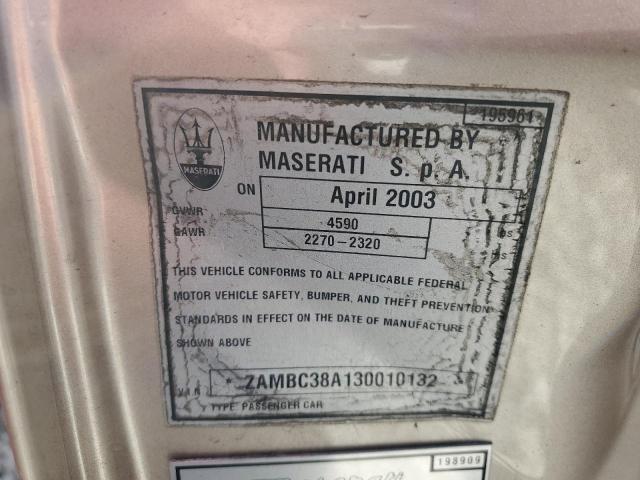 195961
MANUFACTURED BY
MASERATI S.p.A.
MASERATI
ON April 2003
GVWR 4590 lbs
GAWR 2270-2320 lbs
THIS VEHICLE CONFORMS TO ALL APPLICABLE FEDERAL
MOTOR VEHICLE SAFETY, BUMPER, AND THEFT PREVENTION
STANDARDS IN EFFECT ON THE DATE OF MANUFACTURE
SHOWN ABOVE
V.I.N. * ZAMBC38A130010132 *
TYPE: PASSENGER CAR
198909